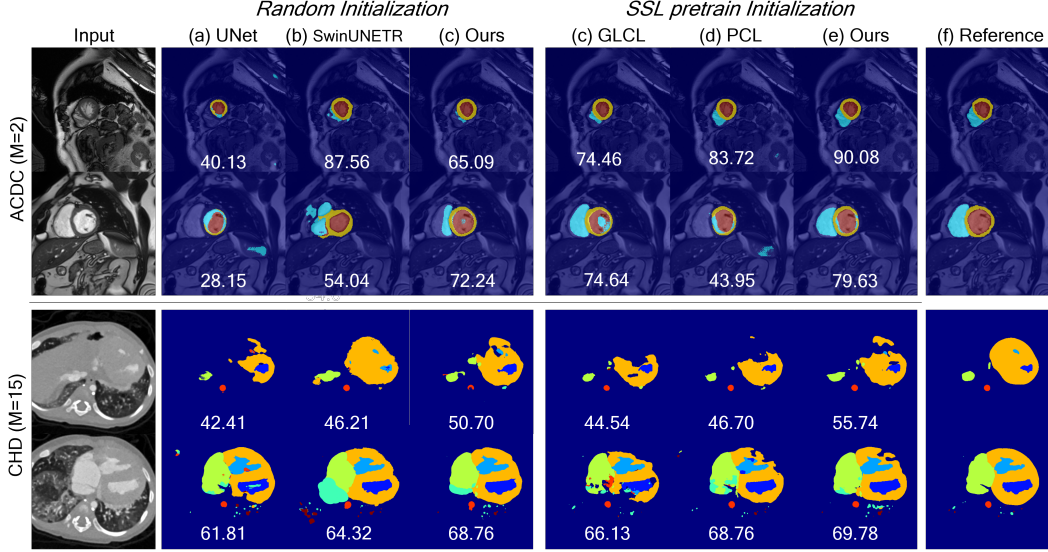 Random Initialization SSL pretrain Initialization
Input (a) UNet (b) SwinUNETR (c) Ours (c) GLCL (d) PCL (e) Ours (f) Reference
ACDC (M=2)
40.13 87.56 65.09 74.46 83.72 90.08
28.15 54.04 72.24 74.64 43.95 79.63
CHD (M=15)
42.41 46.21 50.70 44.54 46.70 55.74
61.81 64.32 68.76 66.13 68.76 69.78